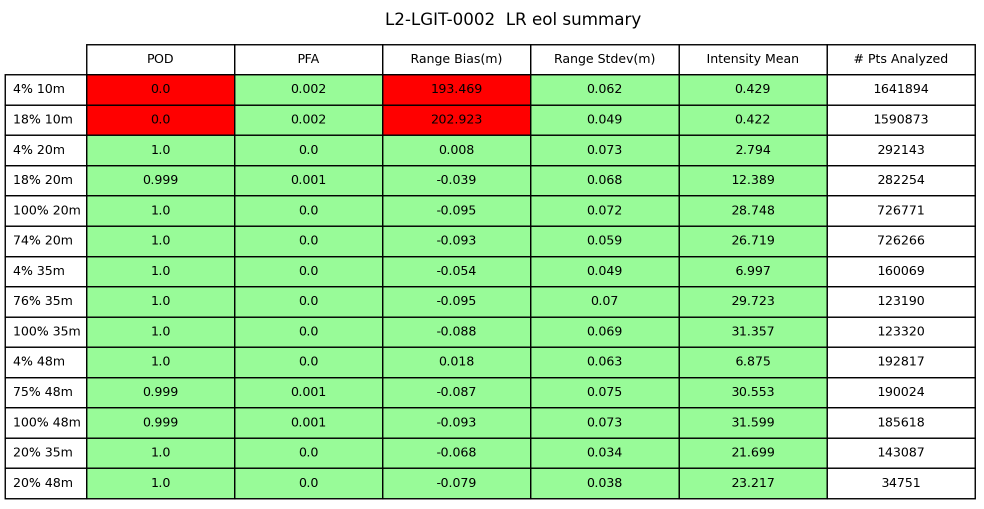 L2-LGIT-0002  LR eol summary
POD PFA Range Bias(m) Range Stdev(m) Intensity Mean # Pts Analyzed
4% 10m 0.0 0.002 193.469 0.062 0.429 1641894
18% 10m 0.0 0.002 202.923 0.049 0.422 1590873
4% 20m 1.0 0.0 0.008 0.073 2.794 292143
18% 20m 0.999 0.001 -0.039 0.068 12.389 282254
100% 20m 1.0 0.0 -0.095 0.072 28.748 726771
74% 20m 1.0 0.0 -0.093 0.059 26.719 726266
4% 35m 1.0 0.0 -0.054 0.049 6.997 160069
76% 35m 1.0 0.0 -0.095 0.07 29.723 123190
100% 35m 1.0 0.0 -0.088 0.069 31.357 123320
4% 48m 1.0 0.0 0.018 0.063 6.875 192817
75% 48m 0.999 0.001 -0.087 0.075 30.553 190024
100% 48m 0.999 0.001 -0.093 0.073 31.599 185618
20% 35m 1.0 0.0 -0.068 0.034 21.699 143087
20% 48m 1.0 0.0 -0.079 0.038 23.217 34751